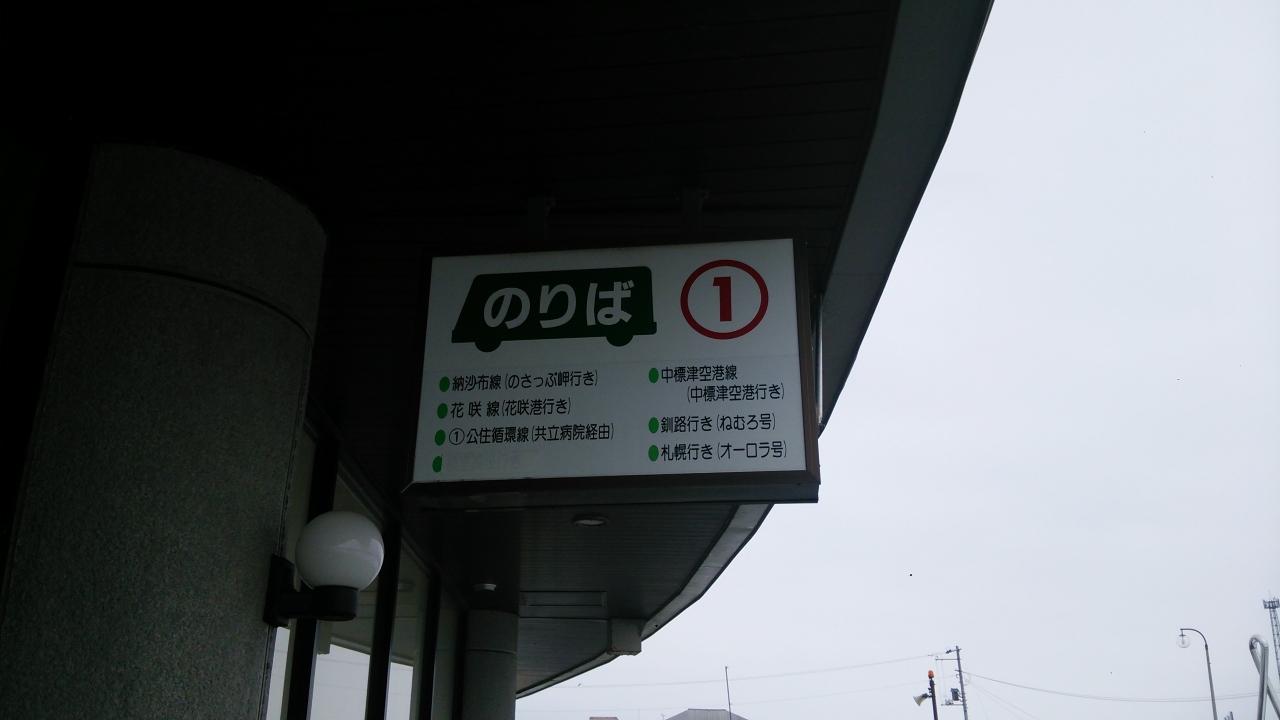 のりば ①
納沙布線(のさっぷ岬行き)
花咲線(花咲港行き)
①公住循環線(共立病院経由)
中標津空港線
(中標津空港行き)
釧路行き(ねむろ号)
札幌行き(オーロラ号)